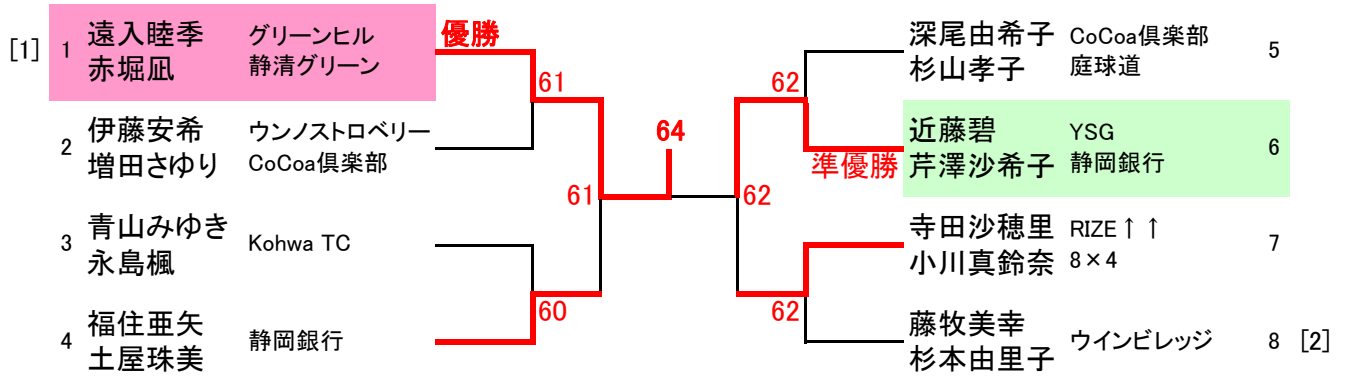 [1] 1 遠入睦季 グリーンヒル 優勝
赤堀凪 静清グリーン
61
2 伊藤安希 ウンノストロベリー
増田さゆり CoCoa倶楽部
61
3 青山みゆき Kohwa TC
永島楓
60
4 福住亜矢 静岡銀行
土屋珠美
64
深尾由希子 CoCoa倶楽部 5
杉山孝子 庭球道
62
近藤碧 YSG 6
準優勝 芹澤沙希子 静岡銀行
62
寺田沙穂里 RIZE↑↑ 7
小川真鈴奈 8×4
62
藤牧美幸 ウインビレッジ 8 [2]
杉本由里子